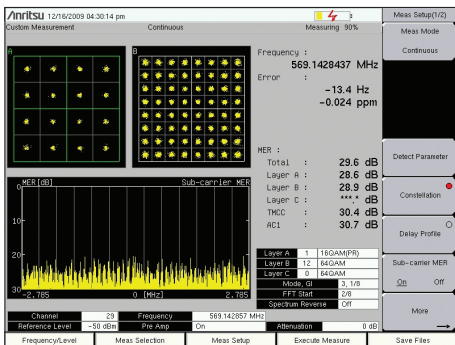 Anritsu 12/16/2009 04:30:14 pm
Custom Measurement Continuous Measuring 90%
A
B
Frequency :
569.1428437 MHz
Error :
-13.4 Hz
-0.024 ppm
MER :
Total : 29.6 dB
Layer A : 28.6 dB
Layer B : 28.9 dB
Layer C : ***.* dB
TMCC : 30.4 dB
AC1 : 30.7 dB
MER[dB] Sub-carrier MER
0
10
20
30
-2.785 0 [MHz] 2.785
Layer A 1 16QAM(PR)
Layer B 12 64QAM
Layer C 0 64QAM
Mode, GI 3, 1/8
FFT Start 2/8
Spectrum Reverse Off
Channel 29 Frequency 569.142857 MHz
Reference Level -50 dBm Pre Amp On Attenuation 0 dB
Frequency/Level Meas Selection Meas Setup Execute Measure Save Files
Meas Setup(1/2)
Meas Mode
Continuous
Detect Parameter
Constellation
Delay Profile
Sub-carrier MER
On Off
More